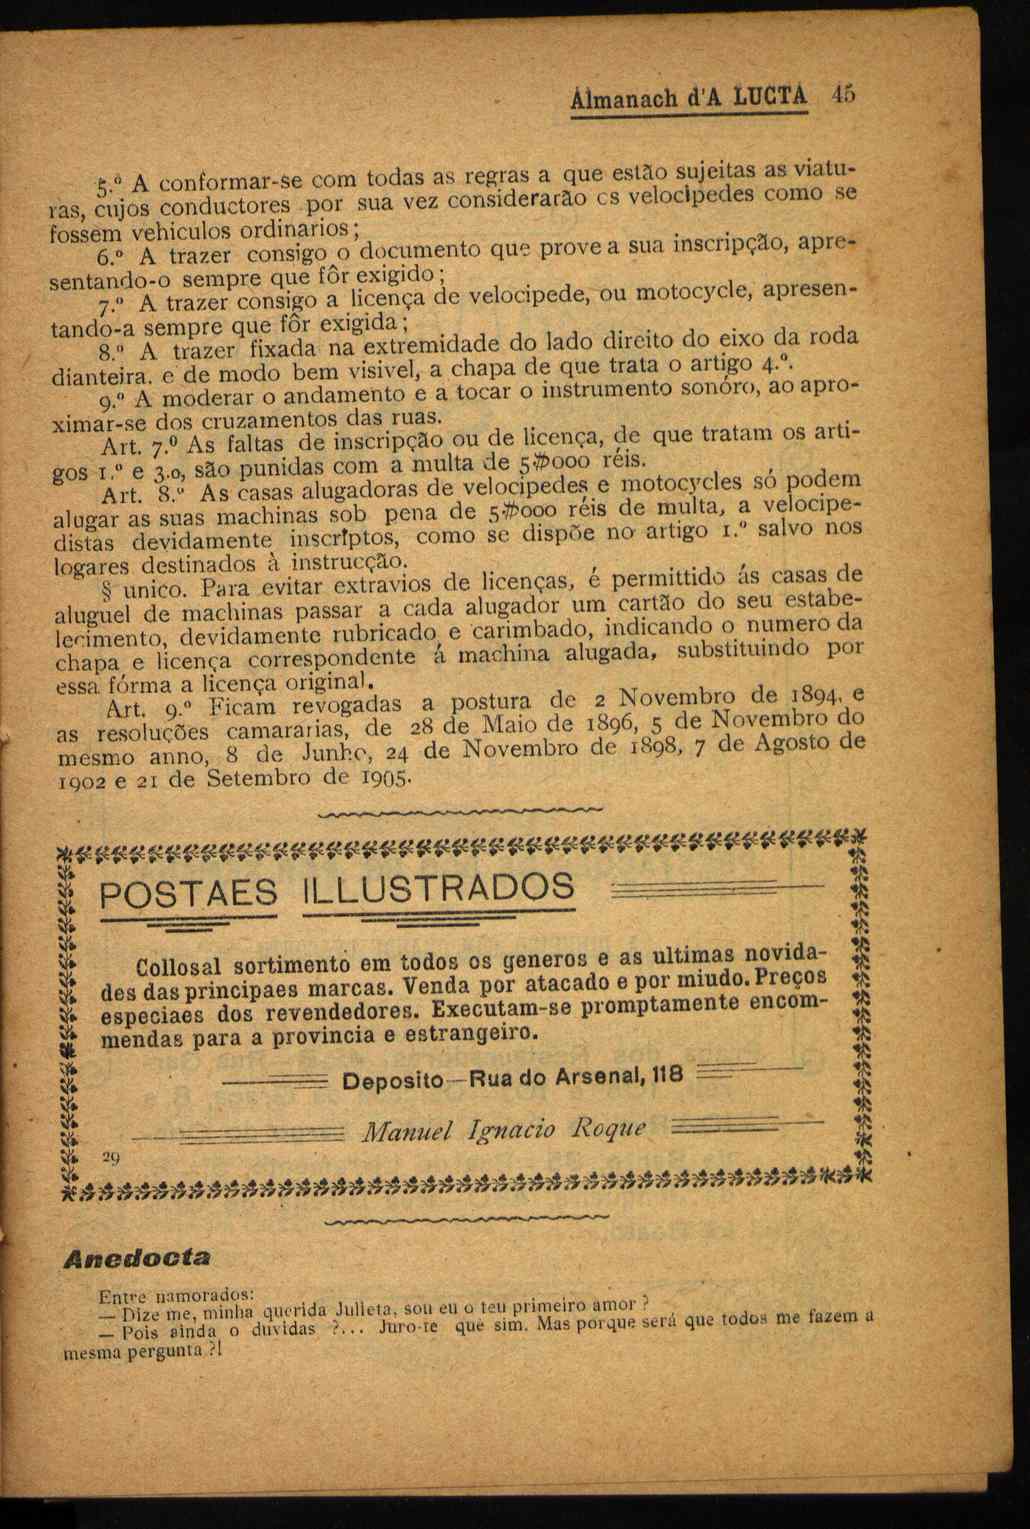 Almanach d'A LUCTA 45
5.º A conformar-se com todas as regras a que estão sujeitas as viatu-
ras, cujos conductores por sua vez considerarão cs velocipedes como se
fossem vehiculos ordinarios;
6.º A trazer consigo o documento que prove a sua inscripção, apre-
sentando-o sempre que fôr exigido;
7.º A trazer consigo a licença de velocipede, ou motocycle, apresen-
tando-a sempre que fôr exigida;
8.º A trazer fixada na extremidade do lado direito do eixo da roda
dianteira, e de modo bem visivel, a chapa de que trata o artigo 4.º.
9.º A moderar o andamento e a tocar o instrumento sonóro, ao apro-
ximar-se dos cruzamentos das ruas.
Art. 7.º As faltas de inscripção ou de licença, de que tratam os arti-
gos 1.º e 3.o, são punidas com a multa de 5$000 réis.
Art. 8.º As casas alugadoras de velocipedes e motocycles só podem
alugar as suas machinas sob pena de 5$000 réis de multa, a velocipe-
distas devidamente inscriptos, como se dispõe no artigo 1.º salvo nos
logares destinados à instrucção.
§ unico. Para evitar extravios de licenças, é permittido ás casas de
aluguel de machinas passar a cada alugador um cartão do seu estabe-
lecimento, devidamente rubricado e carimbado, indicando o numero da
chapa e licença correspondente á machina alugada, substituindo por
essa fórma a licença original.
Art. 9.º Ficam revogadas a postura de 2 Novembro de 1894, e
as resoluções camararias, de 28 de Maio de 1896, 5 de Novembro do
mesmo anno, 8 de Junho, 24 de Novembro de 1898, 7 de Agosto de
1902 e 21 de Setembro de 1905.
POSTAES ILLUSTRADOS
Collosal sortimento em todos os generos e as ultimas novida-
des das principaes marcas. Venda por atacado e por miudo. Preços
especiaes dos revendedores. Executam-se promptamente encom-
mendas para a provincia e estrangeiro.
Deposito—Rua do Arsenal, 118
Manuel Ignacio Roque
29
Anedocta
Entre namorados:
— Dize me, minha querida Julieta, sou eu o teu primeiro amor?
— Pois ainda o duvidas ?... Juro-te que sim. Mas porque será que todos me fazem a
mesma pergunta?!